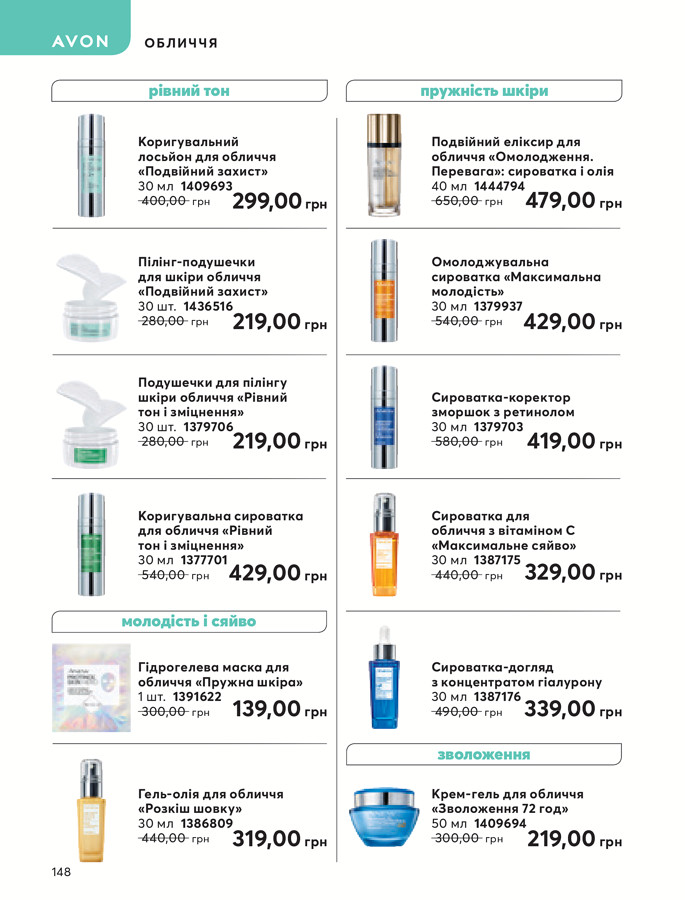 AVON
ОБЛИЧЧЯ
рівний тон
Коригувальний
лосьйон для обличчя
«Подвійний захист»
30 мл 1409693
400,00 грн 299,00 грн
Пілінг-подушечки
для шкіри обличчя
«Подвійний захист»
30 шт. 1436516
280,00 грн 219,00 грн
Подушечки для пілінгу
шкіри обличчя «Рівний
тон і зміцнення»
30 шт. 1379706
280,00 грн 219,00 грн
Коригувальна сироватка
для обличчя «Рівний
тон і зміцнення»
30 мл 1377701
540,00 грн 429,00 грн
молодість і сяйво
Гідрогелева маска для
обличчя «Пружна шкіра»
1 шт. 1391622
300,00 грн 139,00 грн
Гель-олія для обличчя
«Розкіш шовку»
30 мл 1386809
440,00 грн 319,00 грн
пружність шкіри
Подвійний еліксир для
обличчя «Омолодження.
Перевага»: сироватка і олія
40 мл 1444794
650,00 грн 479,00 грн
Омолоджувальна
сироватка «Максимальна
молодість»
30 мл 1379937
540,00 грн 429,00 грн
Сироватка-коректор
зморшок з ретинолом
30 мл 1379703
580,00 грн 419,00 грн
Сироватка для
обличчя з вітаміном С
«Максимальне сяйво»
30 мл 1387175
440,00 грн 329,00 грн
Сироватка-догляд
з концентратом гіалурону
30 мл 1387176
490,00 грн 339,00 грн
зволоження
Крем-гель для обличчя
«Зволоження 72 год»
50 мл 1409694
300,00 грн 219,00 грн
148